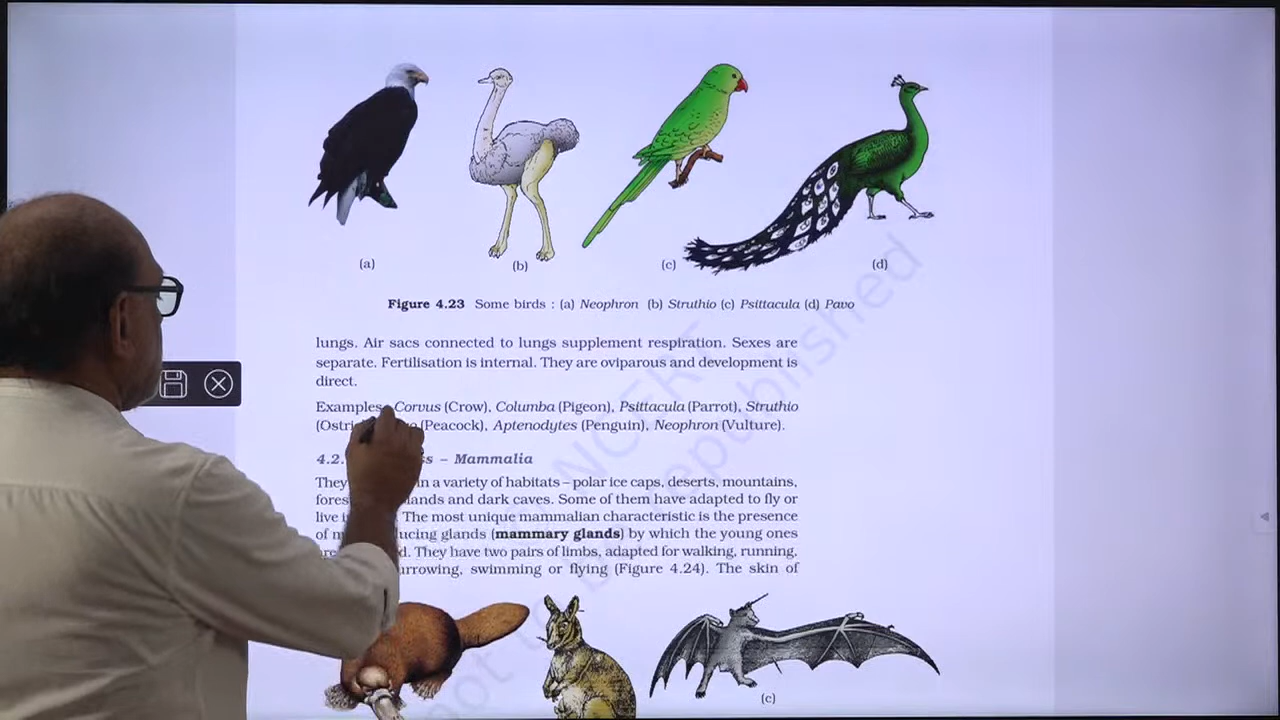 (a) (b) (c) (d)
Figure 4.23 Some birds : (a) Neophron (b) Struthio (c) Psittacula (d) Pavo
lungs. Air sacs connected to lungs supplement respiration. Sexes are
separate. Fertilisation is internal. They are oviparous and development is
direct.
Examples Corvus (Crow), Columba (Pigeon), Psittacula (Parrot), Struthio
(Peacock), Aptenodytes (Penguin), Neophron (Vulture).
4.2. – Mammalia
They in a variety of habitats – polar ice caps, deserts, mountains,
and dark caves. Some of them have adapted to fly or
live The most unique mammalian characteristic is the presence
of glands (mammary glands) by which the young ones
They have two pairs of limbs, adapted for walking, running,
swimming or flying (Figure 4.24). The skin of
(c)
not to be republished